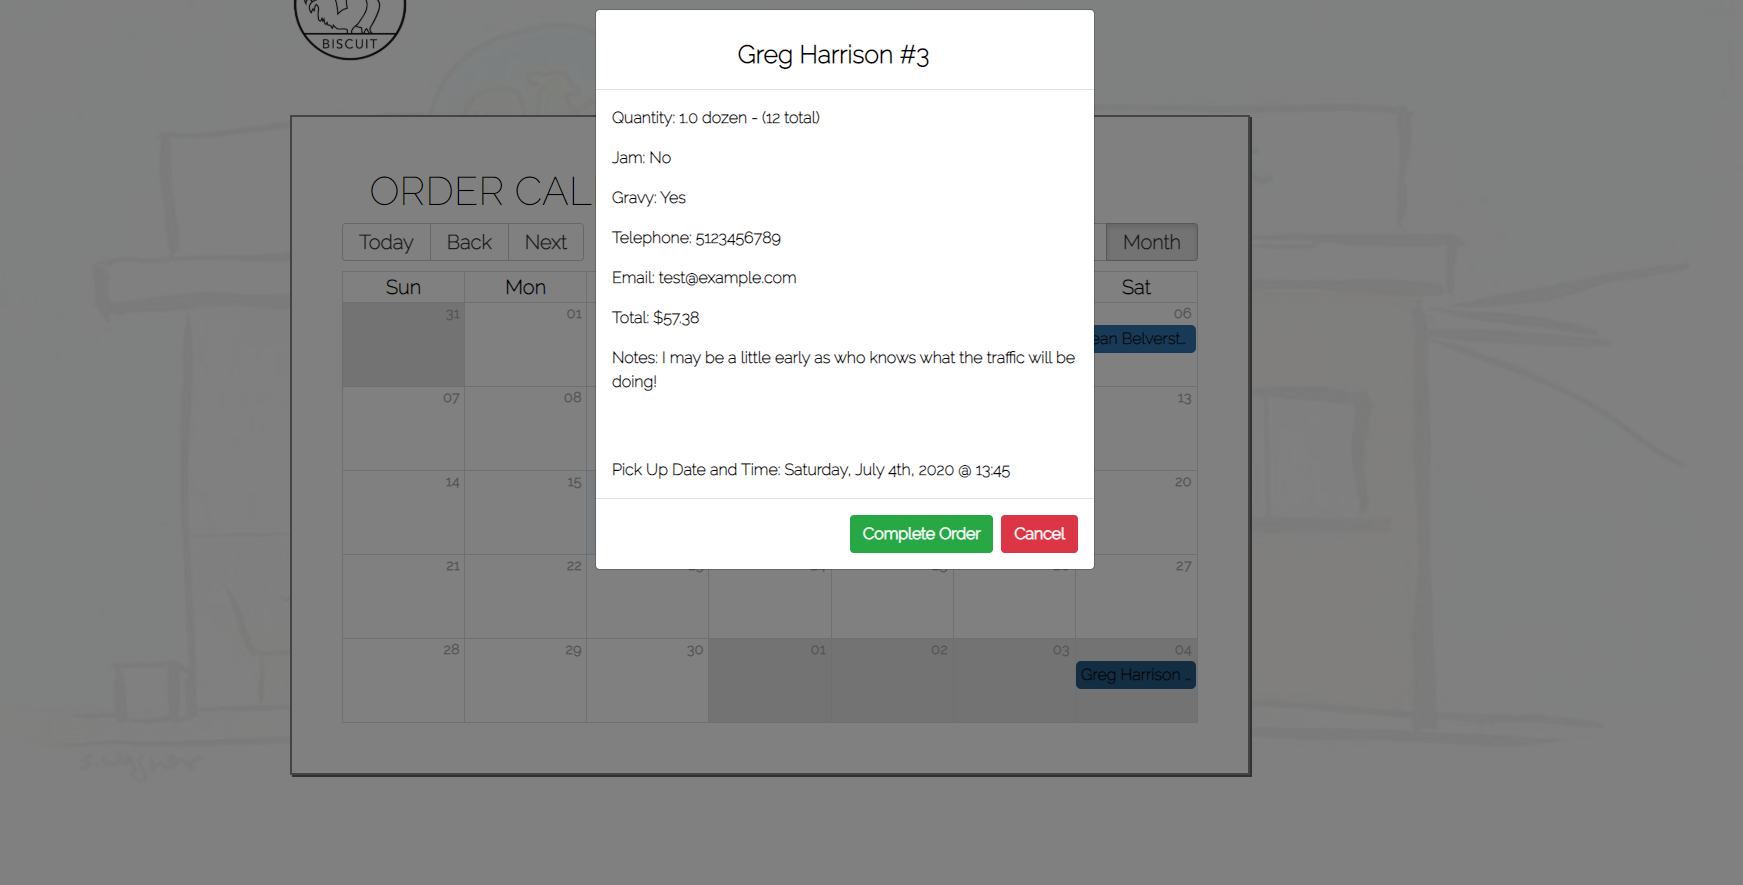 BISCUIT
Greg Harrison #3
Quantity: 1.0 dozen - (12 total)
Jam: No
Gravy: Yes
Telephone: 5123456789
Email: test@example.com
Total: $57.38
Notes: I may be a little early as who knows what the traffic will be
doing!
Pick Up Date and Time: Saturday, July 4th, 2020 @ 13:45
Complete Order Cancel
ORDER CAL
Today Back Next Month
Sun Mon Sat
31 01 06
ean Belverst...
07 08 13
14 15 20
21 22 27
28 29 30 01 02 03 04
Greg Harrison ...